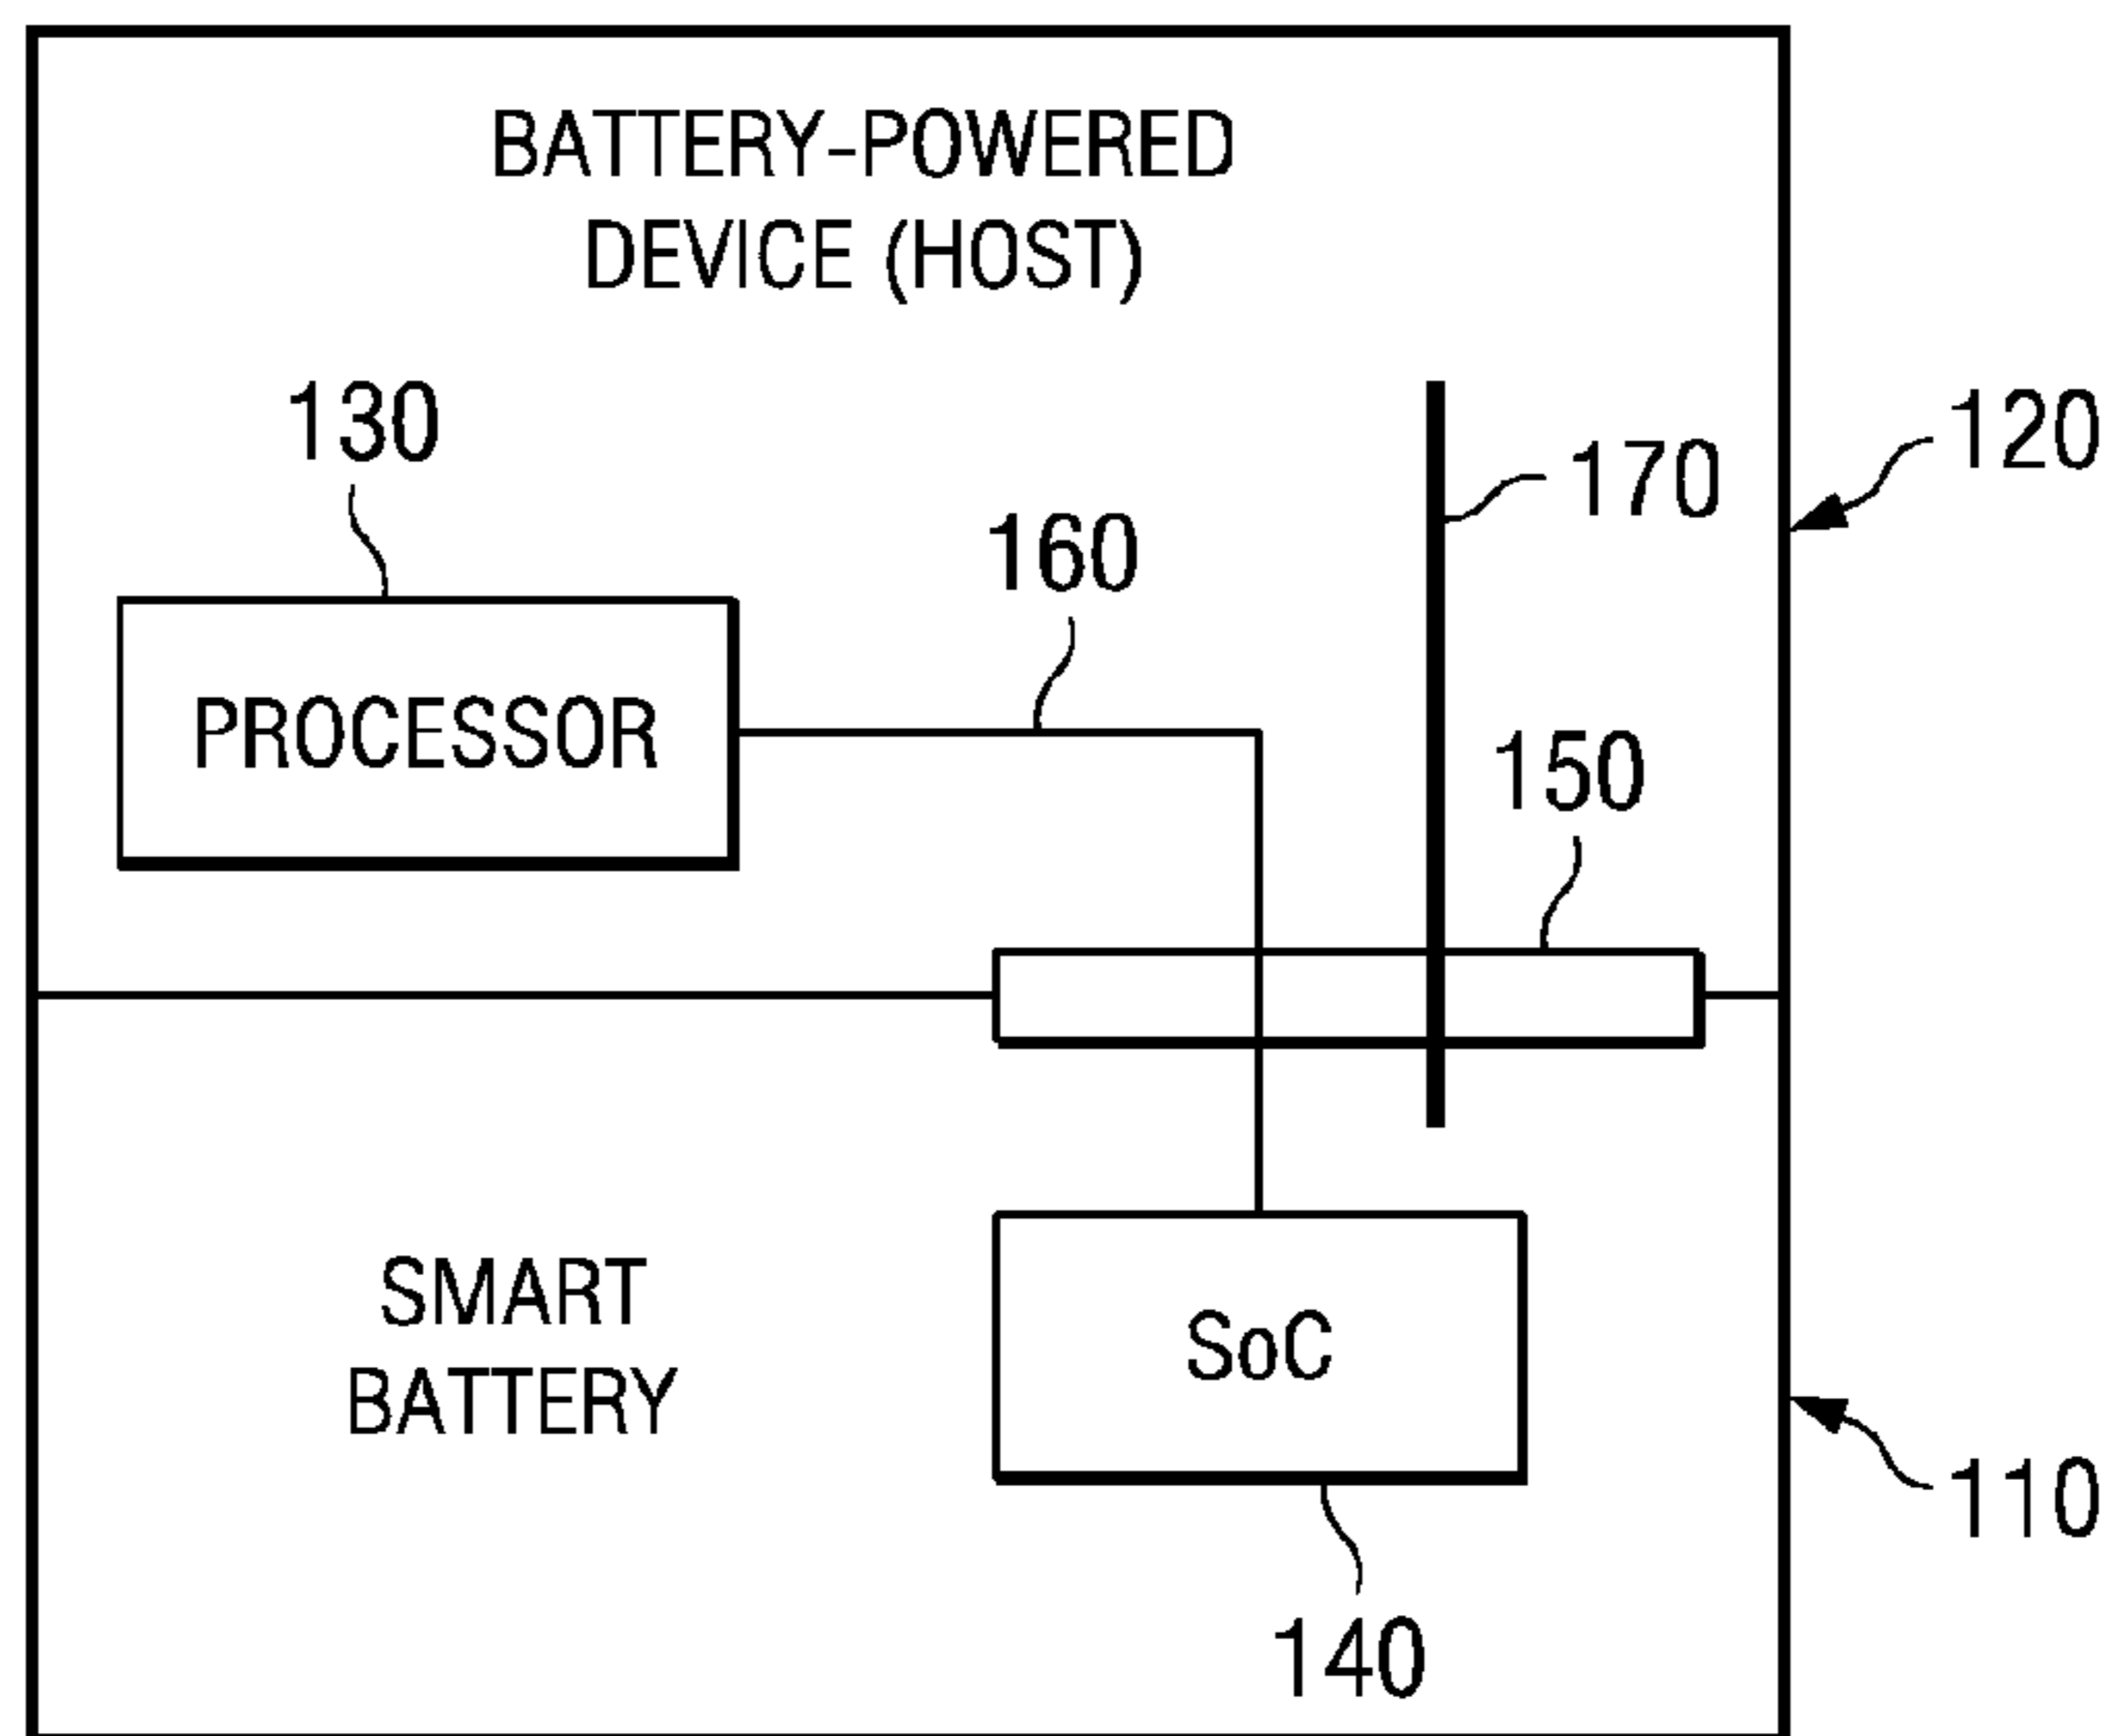 BATTERY-POWERED
DEVICE (HOST)
130
120
170
160
PROCESSOR
150
SMART
BATTERY
SoC
110
140